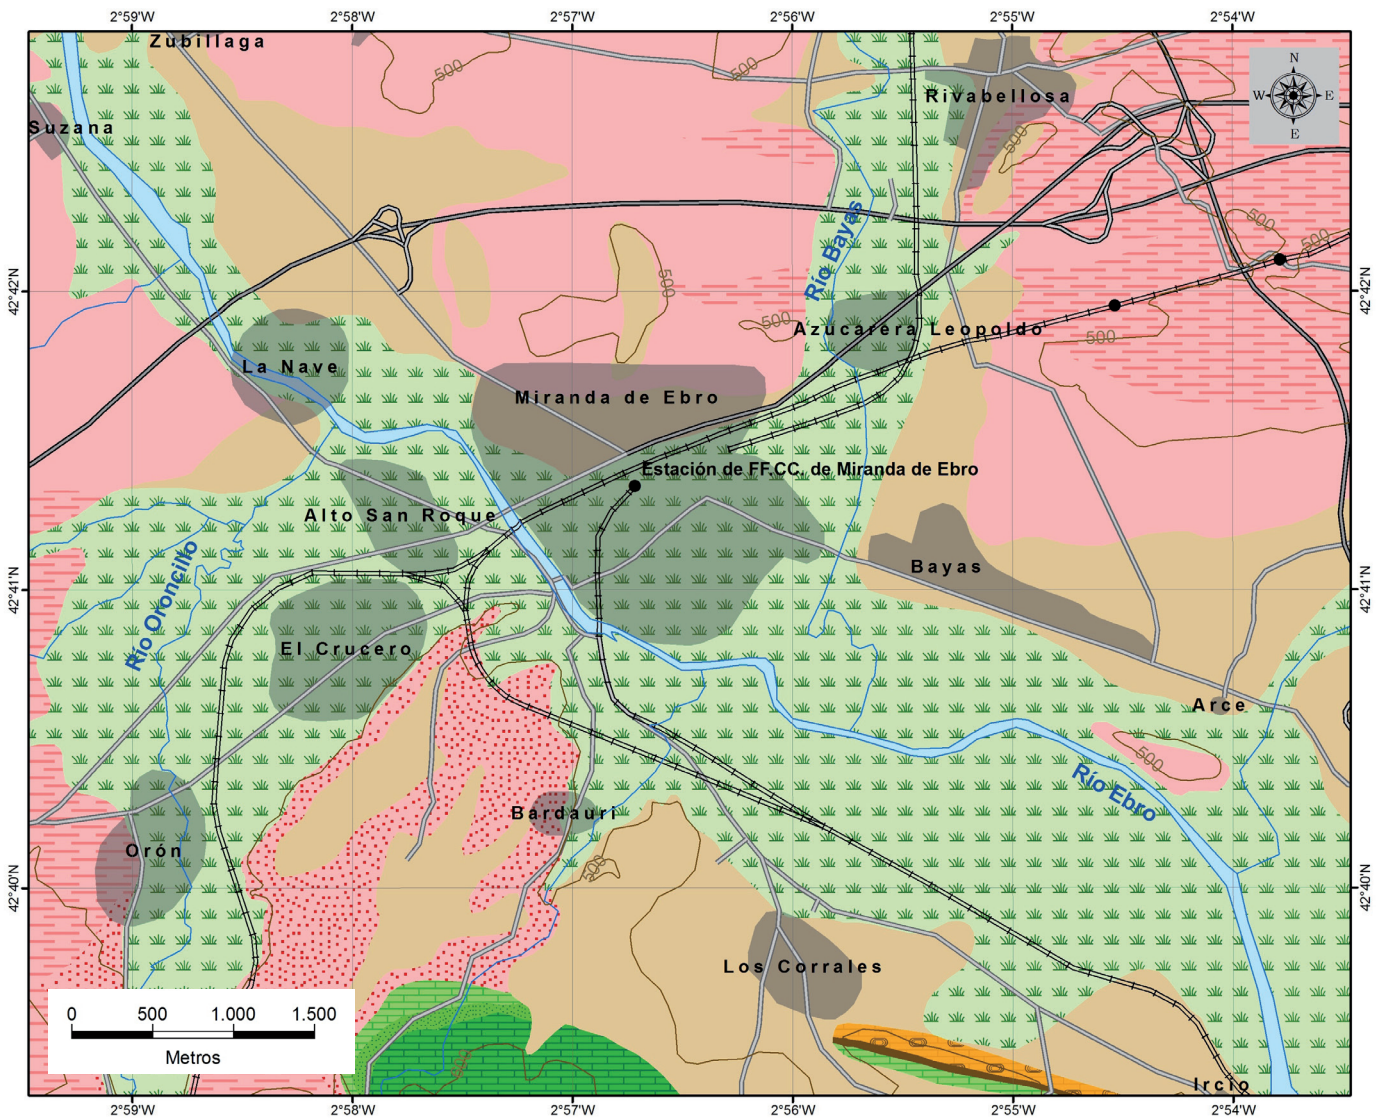 2°59'W 2°58'W 2°57'W 2°56'W 2°55'W 2°54'W
Zubillaga
500
500
N
W E
E
Rivabellosa
Suzana
500
500
500
Río Bayas
42°42'N
42°42'N
500
500
Azucarera Leopoldo
500
La Nave
Miranda de Ebro
Estación de FF.CC. de Miranda de Ebro
Alto San Roque
Río Oroncillo
Bayas
42°41'N
42°41'N
El Crucero
Arce
500
Río Ebro
Bardauri
Orón
500
42°40'N
42°40'N
Los Corrales
0 500 1.000 1.500
Metros
500
Ircio
2°59'W 2°58'W 2°57'W 2°56'W 2°55'W 2°54'W